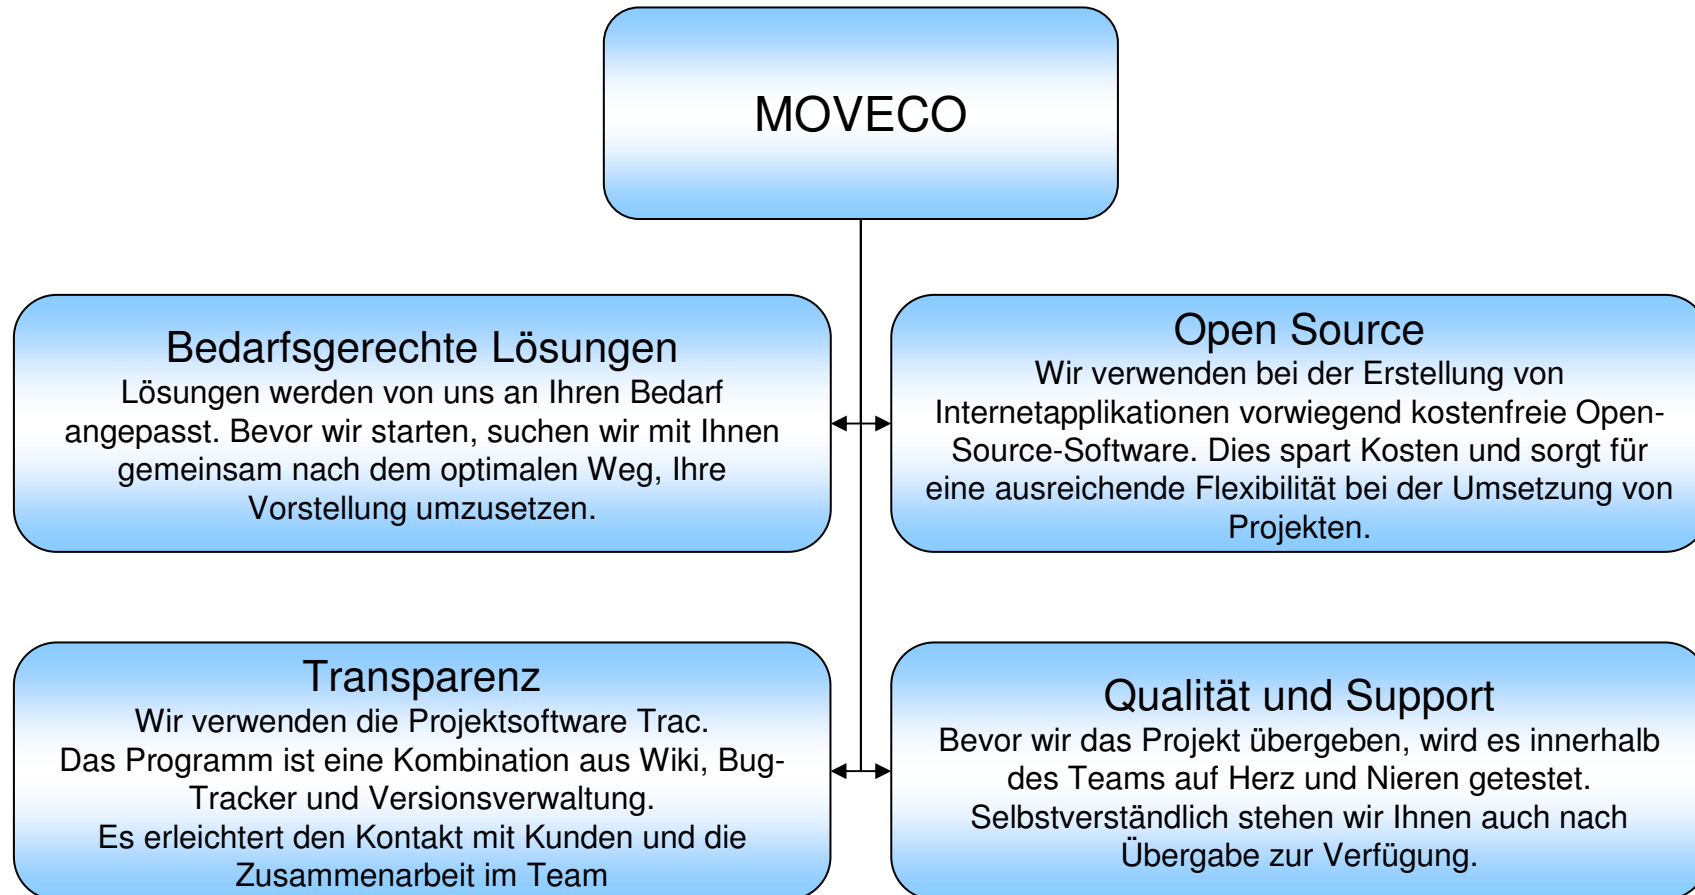 MOVECO
Bedarfsgerechte Lösungen
Lösungen werden von uns an Ihren Bedarf
angepasst. Bevor wir starten, suchen wir mit Ihnen
gemeinsam nach dem optimalen Weg, Ihre
Vorstellung umzusetzen.
Open Source
Wir verwenden bei der Erstellung von
Internetapplikationen vorwiegend kostenfreie Open-
Source-Software. Dies spart Kosten und sorgt für
eine ausreichende Flexibilität bei der Umsetzung von
Projekten.
Transparenz
Wir verwenden die Projektsoftware Trac.
Das Programm ist eine Kombination aus Wiki, Bug-
Tracker und Versionsverwaltung.
Es erleichtert den Kontakt mit Kunden und die
Zusammenarbeit im Team
Qualität und Support
Bevor wir das Projekt übergeben, wird es innerhalb
des Teams auf Herz und Nieren getestet.
Selbstverständlich stehen wir Ihnen auch nach
Übergabe zur Verfügung.